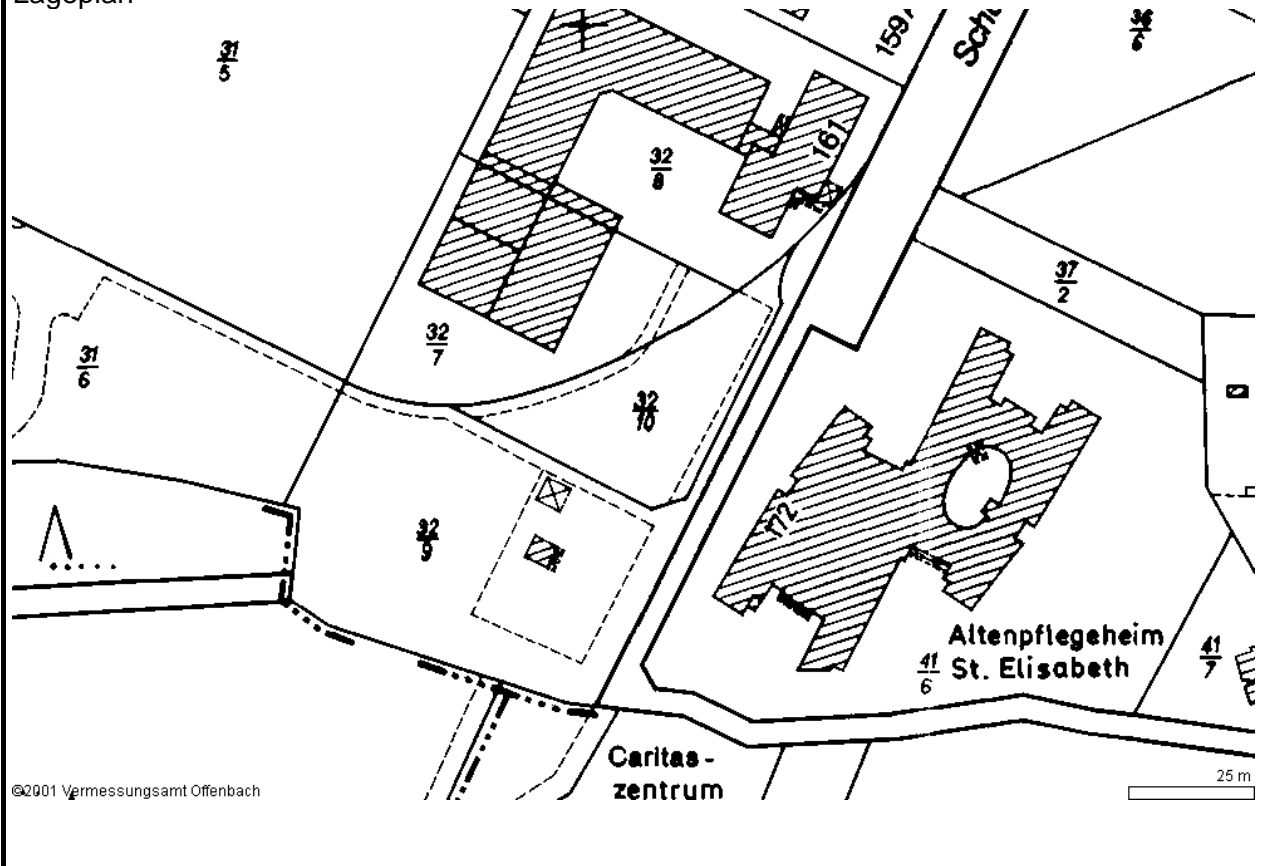 Lageplan
31
5
159A
Sch
36
6
32
8
161
37
2
31
6
32
7
32
10
172
32
9
Altenpflegeheim
St. Elisabeth
41
6
41
7
Caritas-
zentrum
©2001 Vermessungsamt Offenbach
25 m